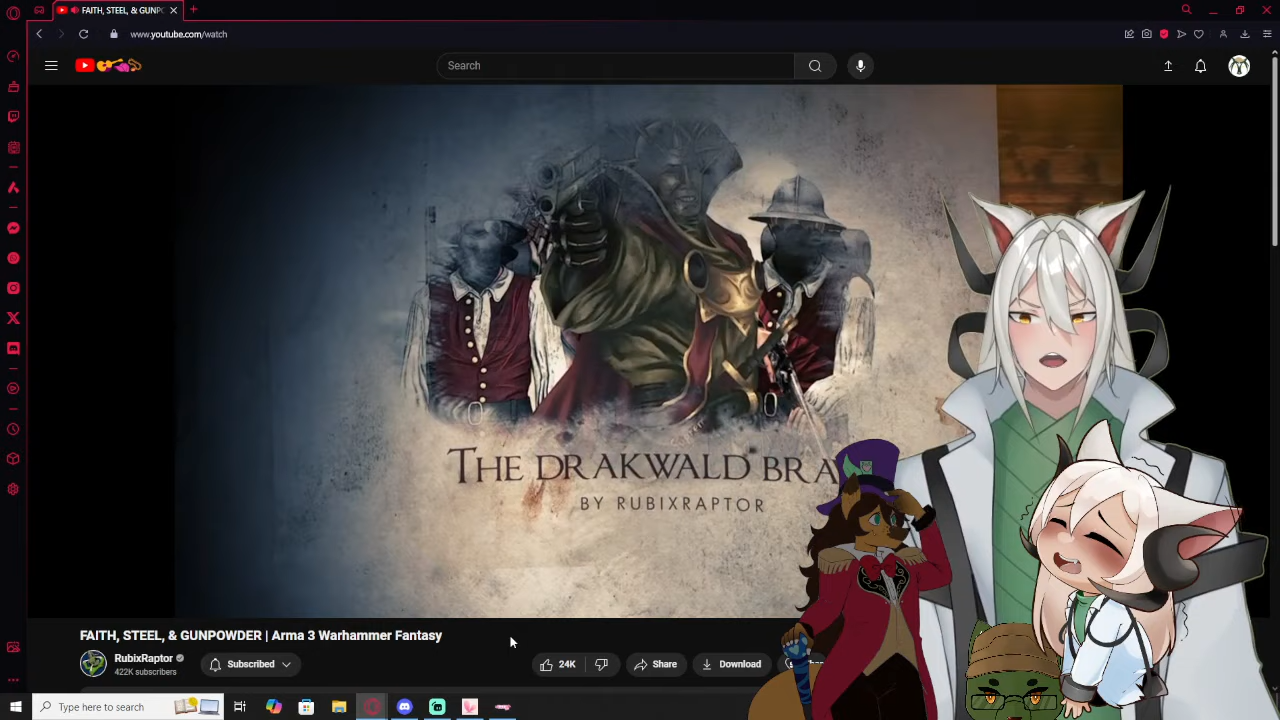 FAITH, STEEL, & GUNPO
www.youtube.com/watch
Search
THE DRAKWALD BRA
BY RUBIXRAPTOR
FAITH, STEEL, & GUNPOWDER | Arma 3 Warhammer Fantasy
RubixRaptor
422K subscribers
Subscribed
24K
Share
Download
Type here to search